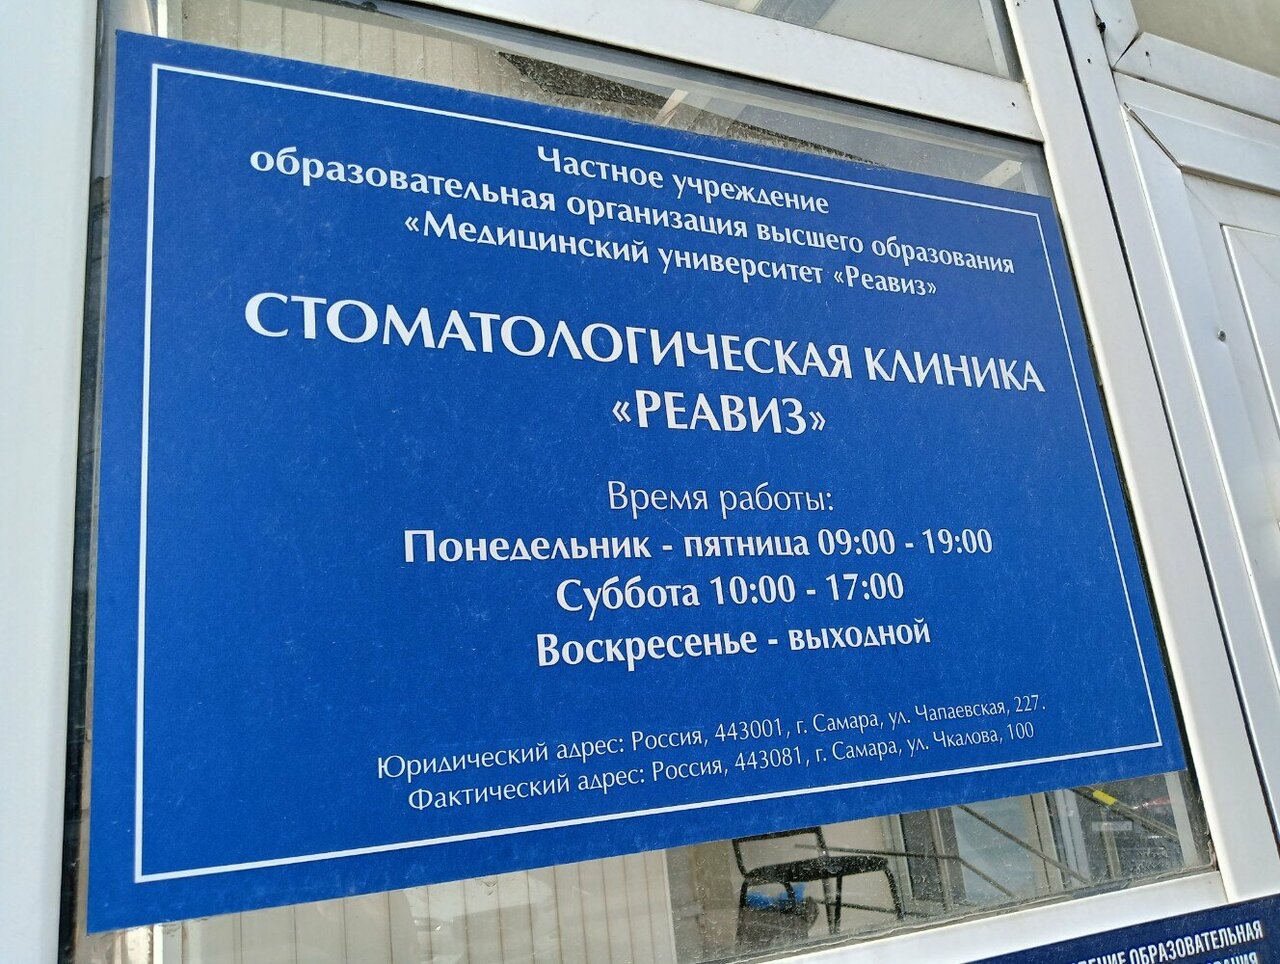 Частное учреждение
образовательная организация высшего образования
«Медицинский университет «Реавиз»
СТОМАТОЛОГИЧЕСКАЯ КЛИНИКА
«РЕАВИЗ»
Время работы:
Понедельник - пятница 09:00 - 19:00
Суббота 10:00 - 17:00
Воскресенье - выходной
Юридический адрес: Россия, 443001, г. Самара, ул. Чапаевская, 227.
Фактический адрес: Россия, 443081, г. Самара, ул. Чкалова, 100
ОБРАЗОВАТЕЛЬНАЯ